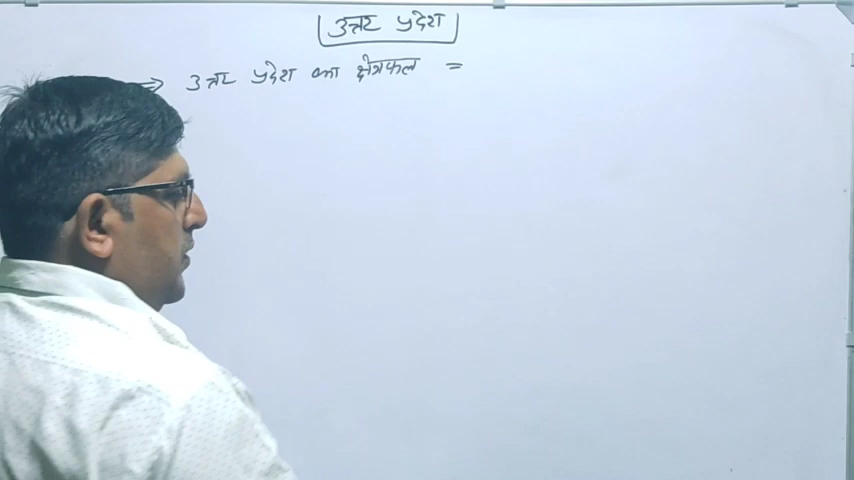 उत्तर प्रदेश
⇒ उत्तर प्रदेश का क्षेत्रफल =